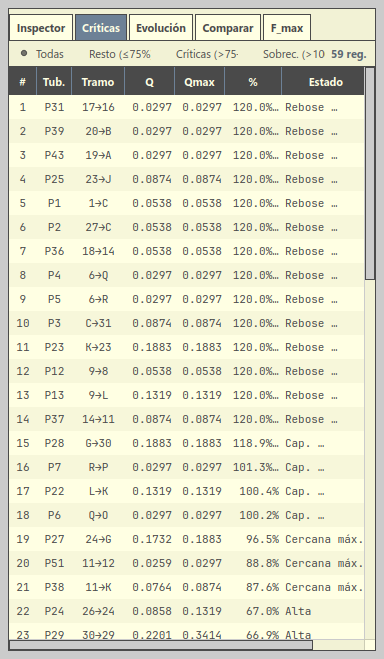 Inspector Críticas Evolución Comparar F_max
Todas Resto (≤75% Críticas (>75 Sobrec. (>10 59 reg.
# Tub. Tramo Q Qmax % Estado
1 P31 17→16 0.0297 0.0297 120.0%… Rebose …
2 P39 20→B 0.0297 0.0297 120.0%… Rebose …
3 P43 19→A 0.0297 0.0297 120.0%… Rebose …
4 P25 23→J 0.0874 0.0874 120.0%… Rebose …
5 P1 1→C 0.0538 0.0538 120.0%… Rebose …
6 P2 27→C 0.0538 0.0538 120.0%… Rebose …
7 P36 18→14 0.0538 0.0538 120.0%… Rebose …
8 P4 6→Q 0.0297 0.0297 120.0%… Rebose …
9 P5 6→R 0.0297 0.0297 120.0%… Rebose …
10 P3 C→31 0.0874 0.0874 120.0%… Rebose …
11 P23 K→23 0.1883 0.1883 120.0%… Rebose …
12 P12 9→8 0.0538 0.0538 120.0%… Rebose …
13 P13 9→L 0.1319 0.1319 120.0%… Rebose …
14 P37 14→11 0.0874 0.0874 120.0%… Rebose …
15 P28 G→30 0.1883 0.1883 118.9%… Cap. …
16 P7 R→P 0.0297 0.0297 101.3%… Cap. …
17 P22 L→K 0.1319 0.1319 100.4% Cap. …
18 P6 Q→O 0.0297 0.0297 100.2% Cap. …
19 P27 24→G 0.1732 0.1883 96.5% Cercana máx.
20 P51 11→12 0.0259 0.0297 88.8% Cercana máx.
21 P38 11→K 0.0764 0.0874 87.6% Cercana máx.
22 P24 26→24 0.0858 0.1319 67.0% Alta
23 P29 30→29 0.2201 0.3414 66.9% Alta